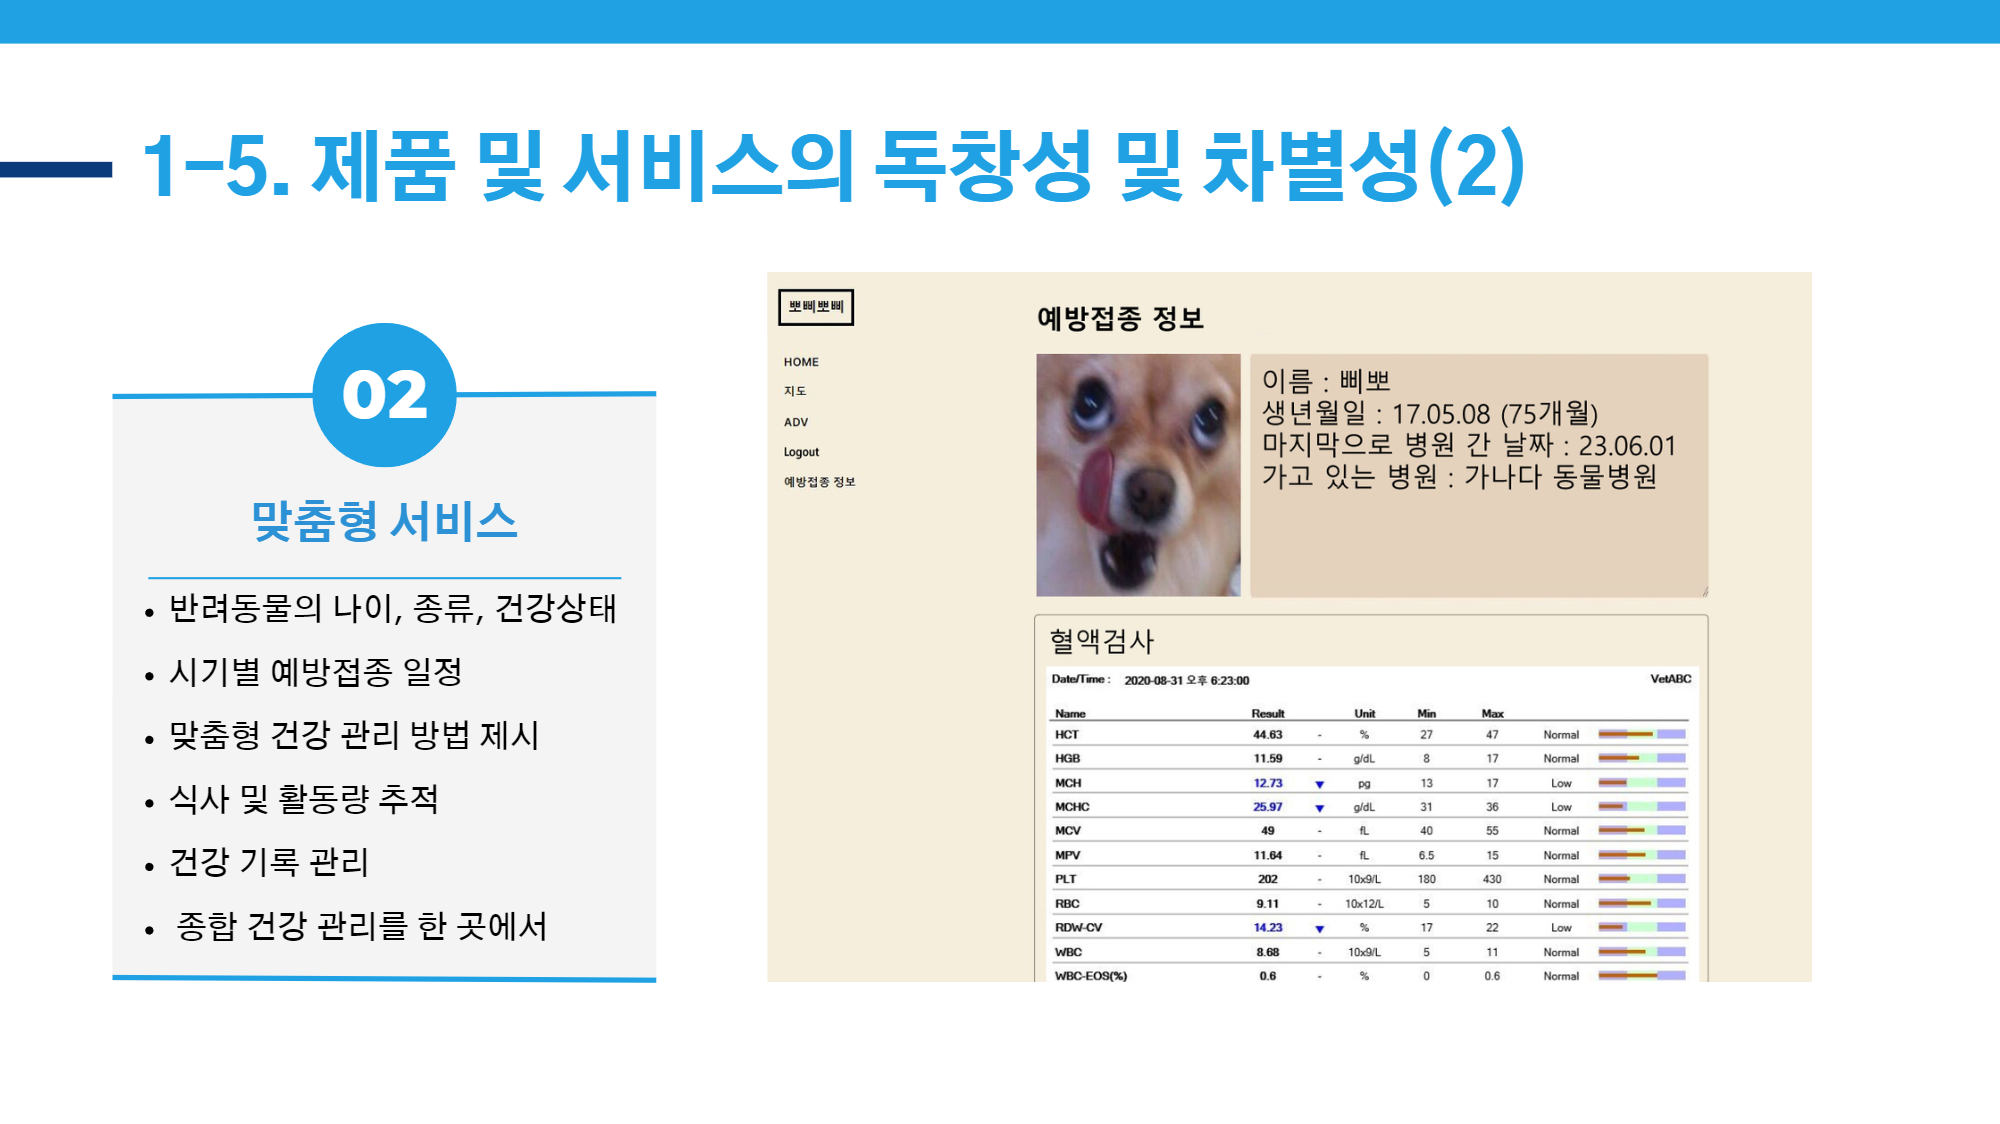 1-5. 제품 및 서비스의 독창성 및 차별성(2)
02
맞춤형 서비스
• 반려동물의 나이, 종류, 건강상태
• 시기별 예방접종 일정
• 맞춤형 건강 관리 방법 제시
• 식사 및 활동량 추적
• 건강 기록 관리
• 종합 건강 관리를 한 곳에서
뽀삐뽀삐
HOME
지도
ADV
Logout
예방접종 정보
예방접종 정보
이름 : 삐뽀
생년월일 : 17.05.08 (75개월)
마지막으로 병원 간 날짜 : 23.06.01
가고 있는 병원 : 가나다 동물병원
혈액검사
Date/Time : 2020-08-31 오후 6:23:00 VetABC
Name Result Unit Min Max
HCT 44.63 - % 27 47 Normal
HGB 11.59 - g/dL 8 17 Normal
MCH 12.73 ▼ pg 13 17 Low
MCHC 25.97 ▼ g/dL 31 36 Low
MCV 49 - fL 40 55 Normal
MPV 11.64 - fL 6.5 15 Normal
PLT 202 - 10x9/L 180 430 Normal
RBC 9.11 - 10x12/L 5 10 Normal
RDW-CV 14.23 ▼ % 17 22 Low
WBC 8.68 - 10x9/L 5 11 Normal
WBC-EOS(%) 0.6 - % 0 0.6 Normal